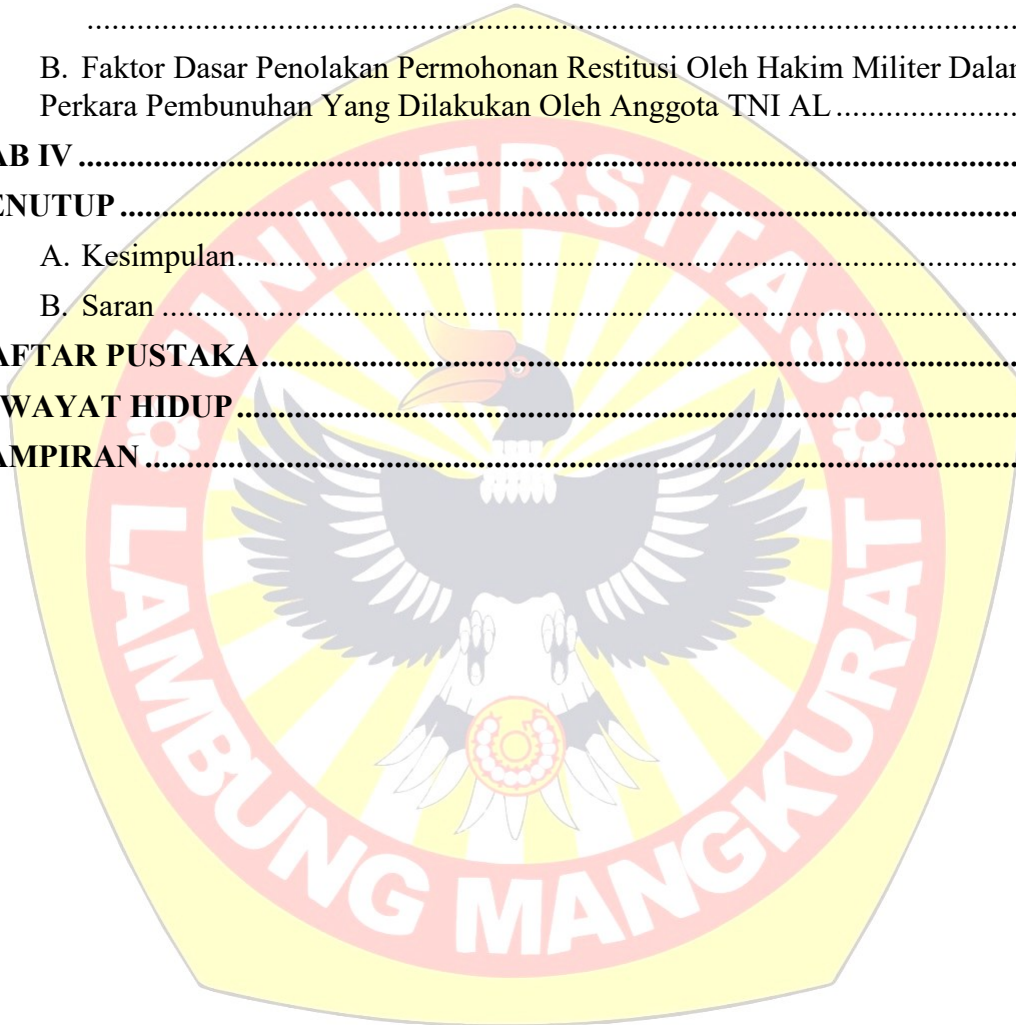 ........................................................................................................................
B. Faktor Dasar Penolakan Permohonan Restitusi Oleh Hakim Militer Dalam
Perkara Pembunuhan Yang Dilakukan Oleh Anggota TNI AL ......................
AB IV ........................................................................................................................
ENUTUP ........................................................................................................................
A. Kesimpulan........................................................................................................................
B. Saran ........................................................................................................................
AFTAR PUSTAKA........................................................................................................................
WAYAT HIDUP........................................................................................................................
AMPIRAN ........................................................................................................................
UNIVERSITAS
LAMBUNG MANGKURAT